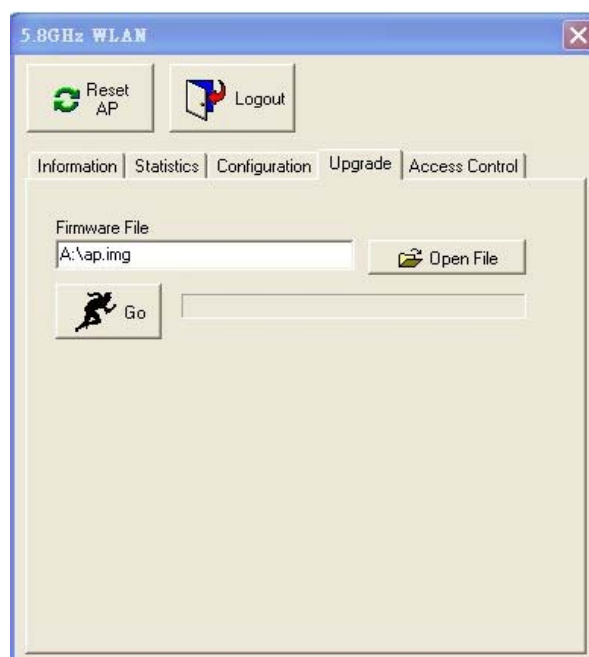 5.8GHz WLAN
Reset
AP
Logout
Information Statistics Configuration Upgrade Access Control
Firmware File
A:\ap.img
Open File
Go